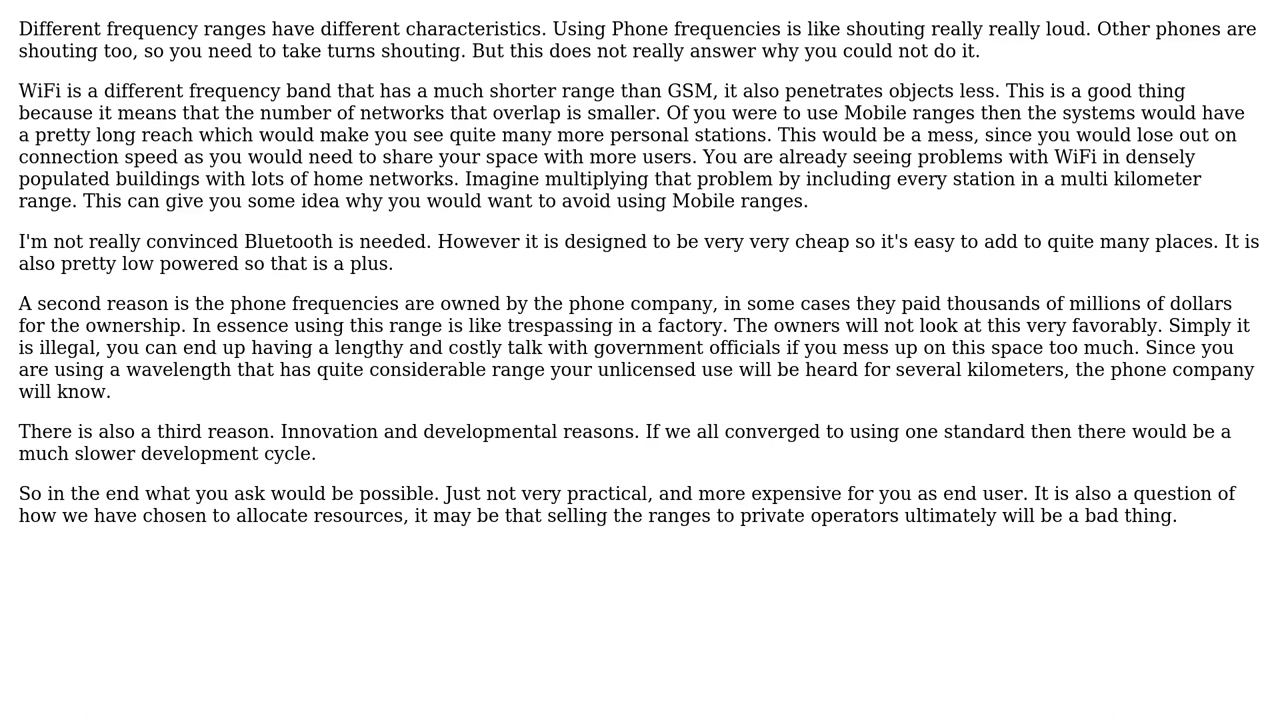 Different frequency ranges have different characteristics. Using Phone frequencies is like shouting really really loud. Other phones are
shouting too, so you need to take turns shouting. But this does not really answer why you could not do it.
WiFi is a different frequency band that has a much shorter range than GSM, it also penetrates objects less. This is a good thing
because it means that the number of networks that overlap is smaller. Of you were to use Mobile ranges then the systems would have
a pretty long reach which would make you see quite many more personal stations. This would be a mess, since you would lose out on
connection speed as you would need to share your space with more users. You are already seeing problems with WiFi in densely
populated buildings with lots of home networks. Imagine multiplying that problem by including every station in a multi kilometer
range. This can give you some idea why you would want to avoid using Mobile ranges.
I'm not really convinced Bluetooth is needed. However it is designed to be very very cheap so it's easy to add to quite many places. It is
also pretty low powered so that is a plus.
A second reason is the phone frequencies are owned by the phone company, in some cases they paid thousands of millions of dollars
for the ownership. In essence using this range is like trespassing in a factory. The owners will not look at this very favorably. Simply it
is illegal, you can end up having a lengthy and costly talk with government officials if you mess up on this space too much. Since you
are using a wavelength that has quite considerable range your unlicensed use will be heard for several kilometers, the phone company
will know.
There is also a third reason. Innovation and developmental reasons. If we all converged to using one standard then there would be a
much slower development cycle.
So in the end what you ask would be possible. Just not very practical, and more expensive for you as end user. It is also a question of
how we have chosen to allocate resources, it may be that selling the ranges to private operators ultimately will be a bad thing.